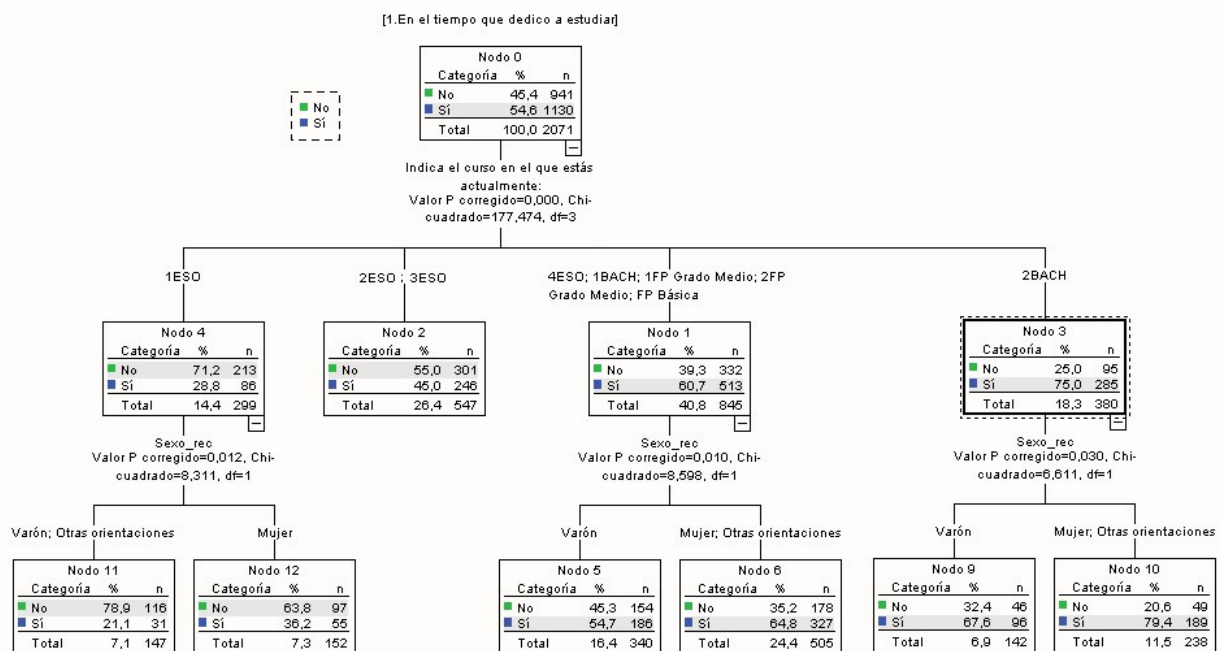 [1.En el tiempo que dedico a estudiar]
No
Sí
Nodo 0
Categoría % n
No 45,4 941
Sí 54,6 1130
Total 100,0 2071
Indica el curso en el que estás
actualmente:
Valor P corregido=0,000, Chi-
cuadrado=177,474, df=3
1ESO
2ESO ; 3ESO
4ESO; 1BACH; 1FP Grado Medio; 2FP
Grado Medio; FP Básica
2BACH
Nodo 4
Categoría % n
No 71,2 213
Sí 28,8 86
Total 14,4 299
Nodo 2
Categoría % n
No 55,0 301
Sí 45,0 246
Total 26,4 547
Nodo 1
Categoría % n
No 39,3 332
Sí 60,7 513
Total 40,8 845
Nodo 3
Categoría % n
No 25,0 95
Sí 75,0 285
Total 18,3 380
Sexo_rec
Valor P corregido=0,012, Chi-
cuadrado=8,311, df=1
Sexo_rec
Valor P corregido=0,010, Chi-
cuadrado=8,598, df=1
Sexo_rec
Valor P corregido=0,030, Chi-
cuadrado=6,611, df=1
Varón; Otras orientaciones
Mujer
Varón
Mujer; Otras orientaciones
Varón
Mujer; Otras orientaciones
Nodo 11
Categoría % n
No 78,9 116
Sí 21,1 31
Total 7,1 147
Nodo 12
Categoría % n
No 63,8 97
Sí 36,2 55
Total 7,3 152
Nodo 5
Categoría % n
No 45,3 154
Sí 54,7 186
Total 16,4 340
Nodo 6
Categoría % n
No 35,2 178
Sí 64,8 327
Total 24,4 505
Nodo 9
Categoría % n
No 32,4 46
Sí 67,6 96
Total 6,9 142
Nodo 10
Categoría % n
No 20,6 49
Sí 79,4 189
Total 11,5 238